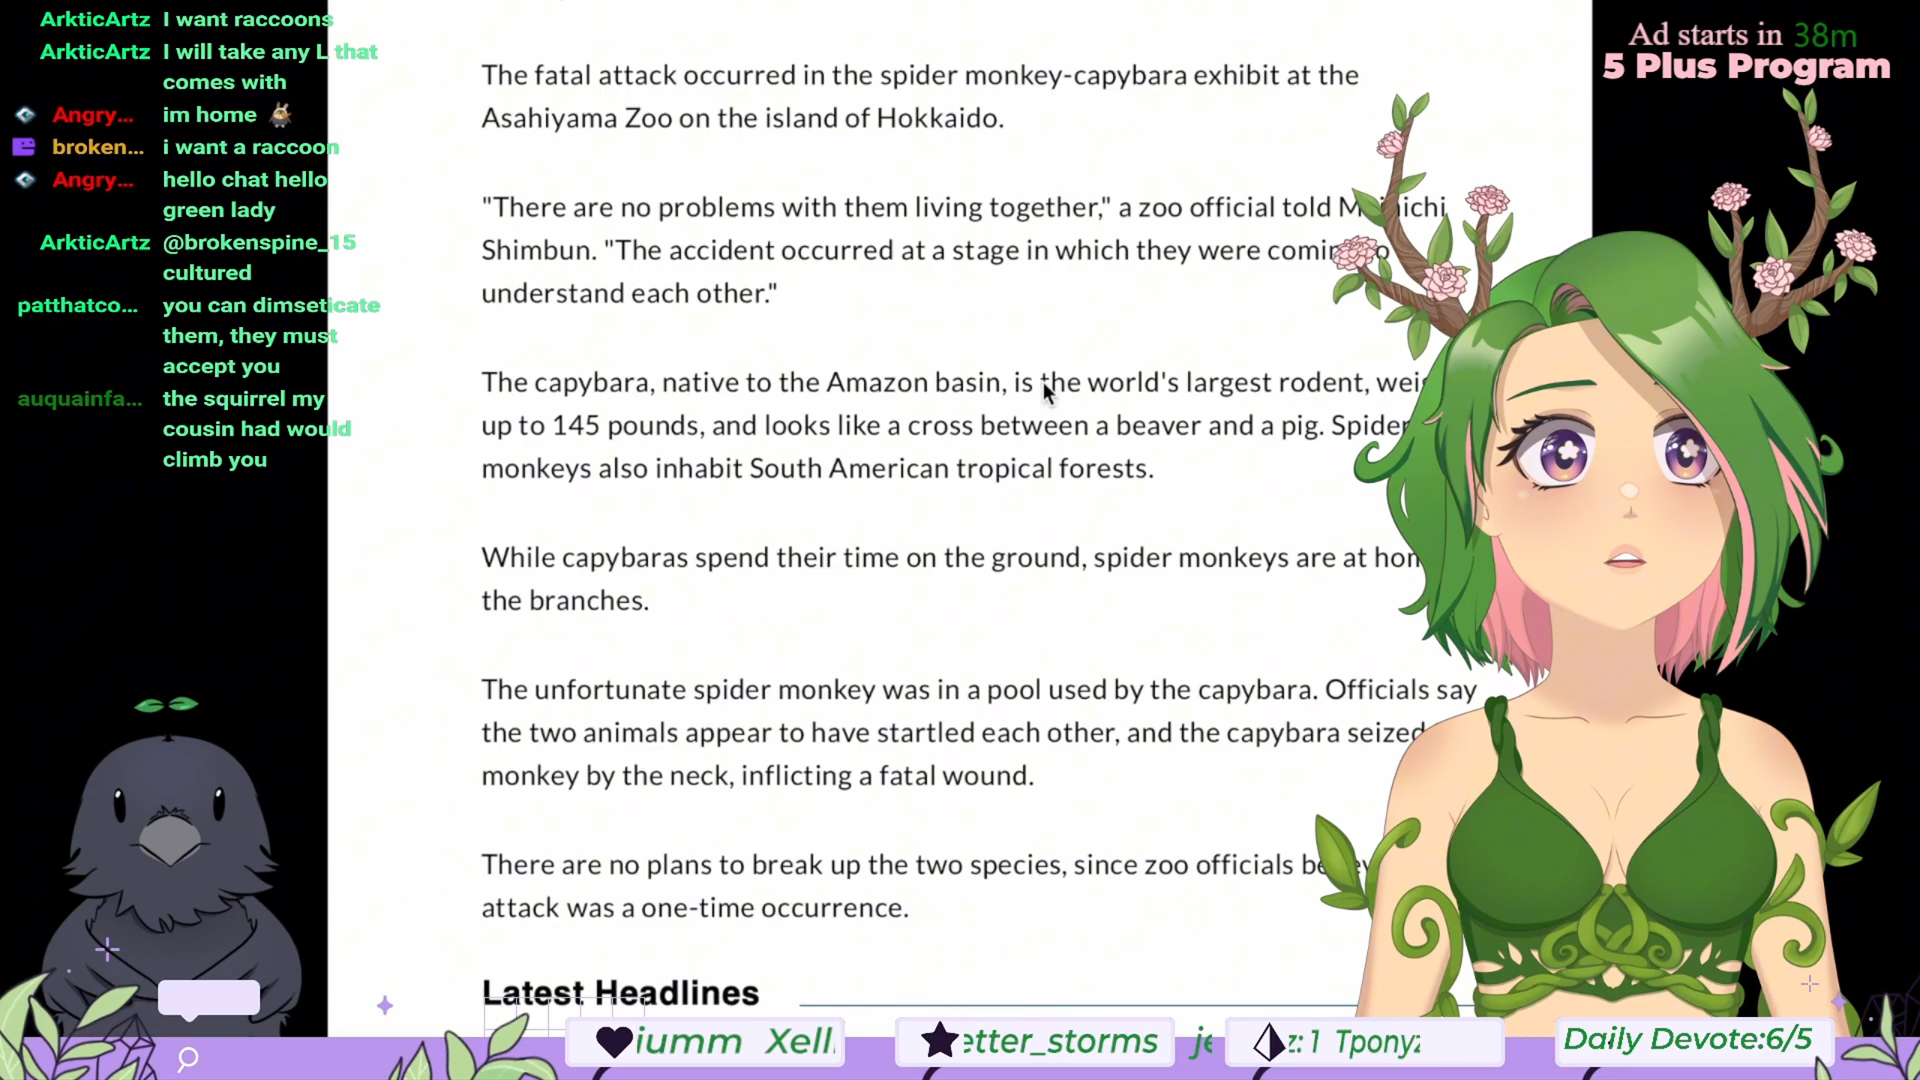 ArkticArtz I want raccoons
ArkticArtz I will take any L that
comes with
Angry... im home
broken... i want a raccoon
Angry... hello chat hello
green lady
ArkticArtz @brokenspine_15
cultured
patthatco... you can dimseticate
them, they must
accept you
auquainfa... the squirrel my
cousin had would
climb you
The fatal attack occurred in the spider monkey-capybara exhibit at the
Asahiyama Zoo on the island of Hokkaido.
"There are no problems with them living together," a zoo official told
Shimbun. "The accident occurred at a stage in which they were
understand each other."
The capybara, native to the Amazon basin, is the world's largest rodent,
up to 145 pounds, and looks like a cross between a beaver and a pig. Spider
monkeys also inhabit South American tropical forests.
While capybaras spend their time on the ground, spider monkeys are at
the branches.
The unfortunate spider monkey was in a pool used by the capybara. Officials say
the two animals appear to have startled each other, and the capybara seized
monkey by the neck, inflicting a fatal wound.
There are no plans to break up the two species, since zoo officials
attack was a one-time occurrence.
Latest Headlines
Ad starts in 38m
5 Plus Program
iumm Xell
etter_storms je
z:1 Tpony
Daily Devote:6/5